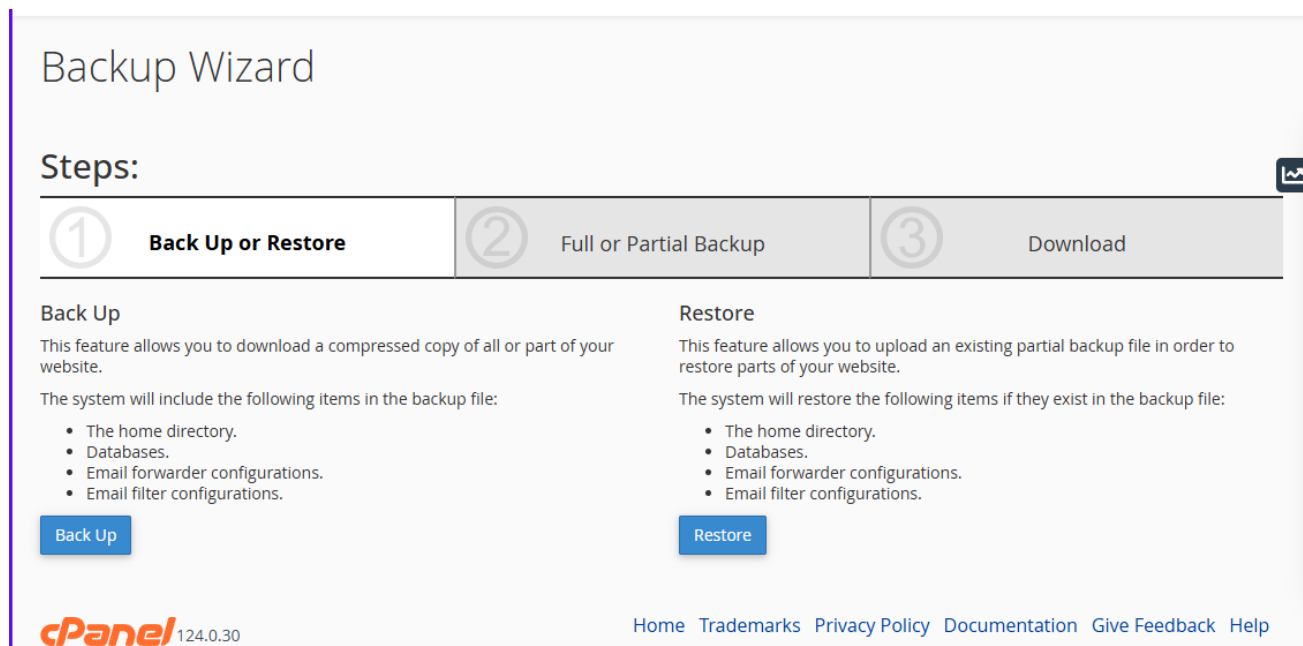 Backup Wizard
Steps:
1 Back Up or Restore
2 Full or Partial Backup
3 Download
Back Up
This feature allows you to download a compressed copy of all or part of your
website.
The system will include the following items in the backup file:
• The home directory.
• Databases.
• Email forwarder configurations.
• Email filter configurations.
Back Up
Restore
This feature allows you to upload an existing partial backup file in order to
restore parts of your website.
The system will restore the following items if they exist in the backup file:
• The home directory.
• Databases.
• Email forwarder configurations.
• Email filter configurations.
Restore
cPanel 124.0.30
Home Trademarks Privacy Policy Documentation Give Feedback Help